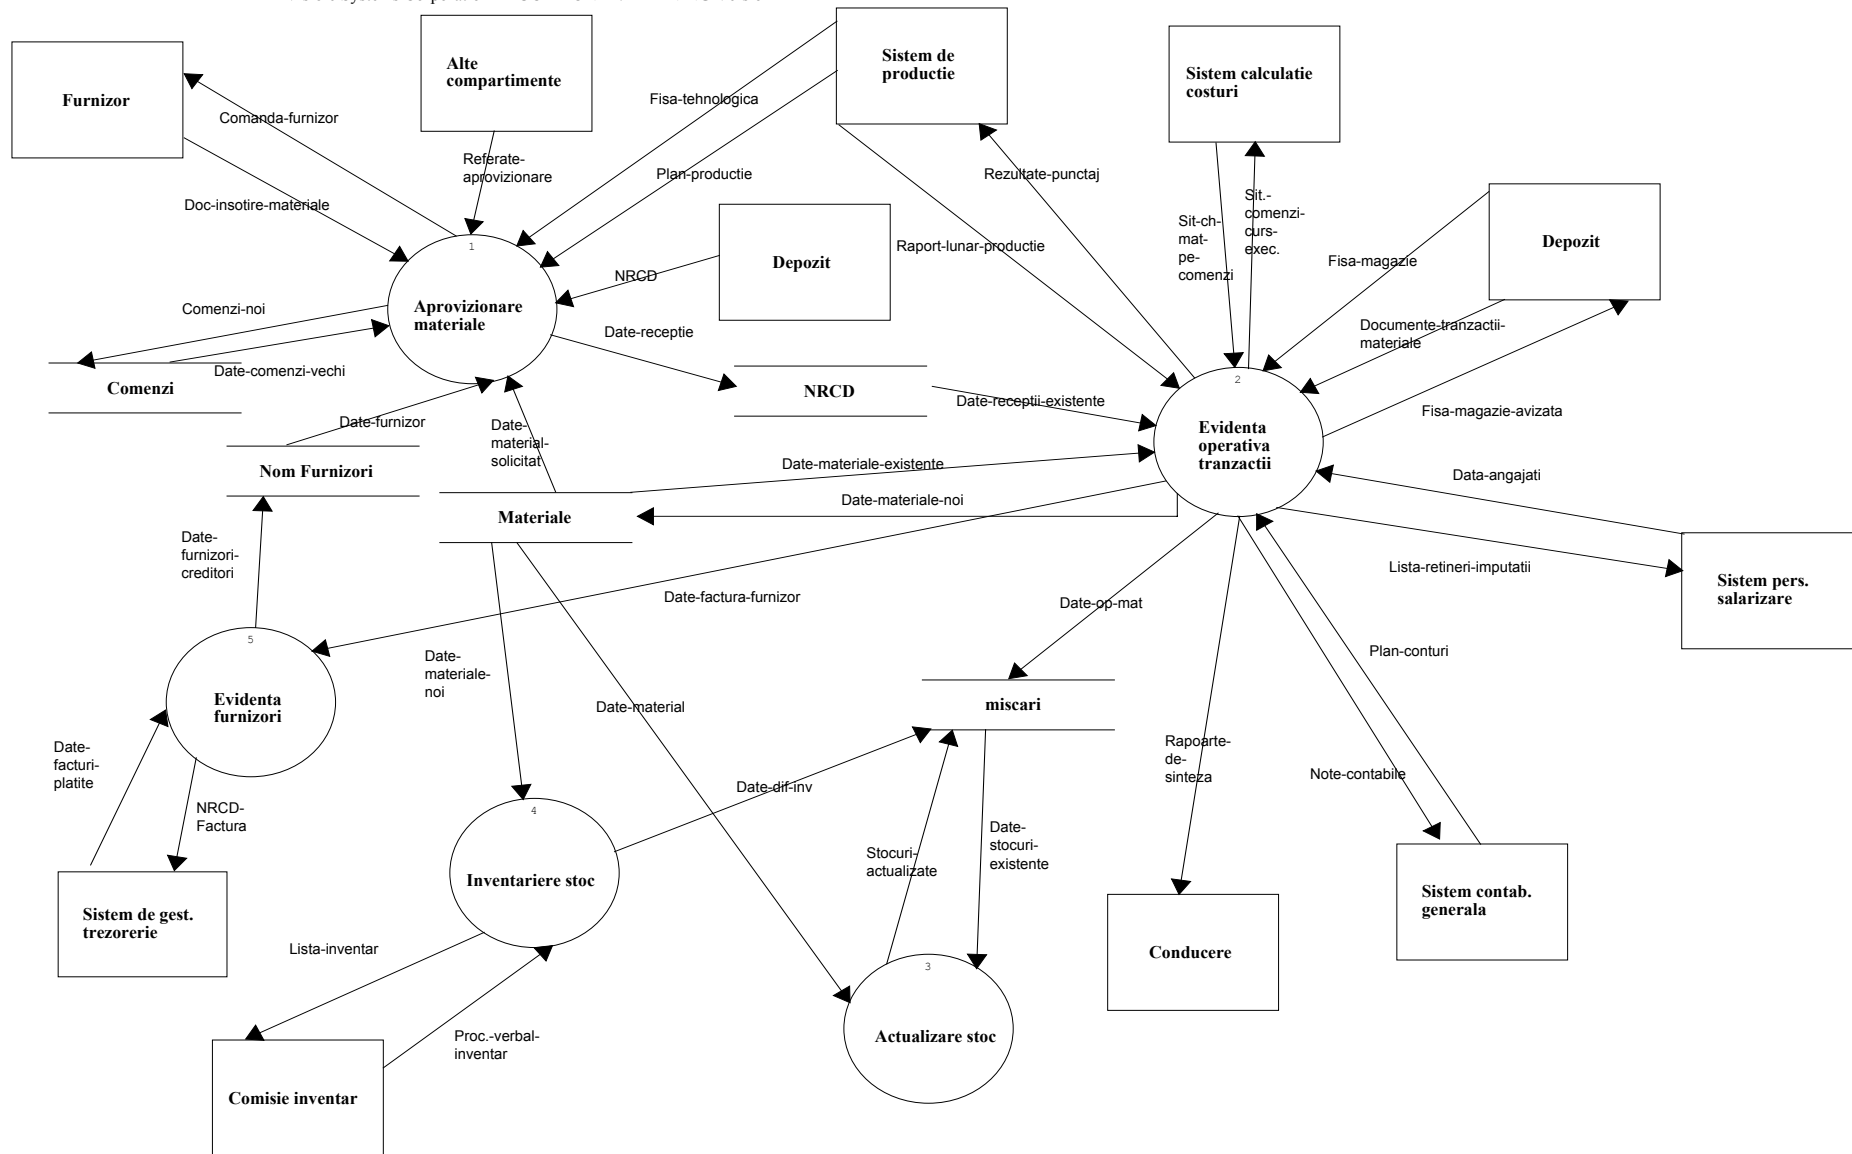 Furnizor
Alte
compartimente
Sistem de
productie
Sistem calculatie
costuri
Comanda-furnizor
Fisa-tehnologica
Referate-
aprovizionare
Plan-productie
Rezultate-punctaj
Doc-insotire-materiale
Sit.-
comenzi-
curs-
exec.
Sit-ch-
mat-
pe-
comenzi
Raport-lunar-productie
Depozit
Depozit
Fisa-magazie
NRCD
1
Aprovizionare
materiale
Comenzi-noi
Date-receptie
Documente-tranzactii-
materiale
Comenzi
Date-comenzi-vechi
NRCD
Date-receptii-existente
2
Evidenta
operativa
tranzactii
Fisa-magazie-avizata
Date-furnizor
Date-
material-
solicitat
Nom Furnizori
Date-materiale-existente
Data-angajati
Date-materiale-noi
Materiale
Date-
furnizori-
creditori
Lista-retineri-imputatii
Sistem pers.
salarizare
Date-factura-furnizor
Date-op-mat
5
Evidenta
furnizori
Date-
materiale-
noi
Plan-conturi
Date-material
miscari
Date-
facturi-
platite
Rapoarte-
de-
sinteza
Note-contabile
NRCD-
Factura
Date-dif-inv
4
Inventariere stoc
Stocuri-
actualizate
Date-
stocuri-
existente
Sistem de gest.
trezorerie
Sistem contab.
generala
Lista-inventar
Conducere
3
Actualizare stoc
Proc.-verbal-
inventar
Comisie inventar